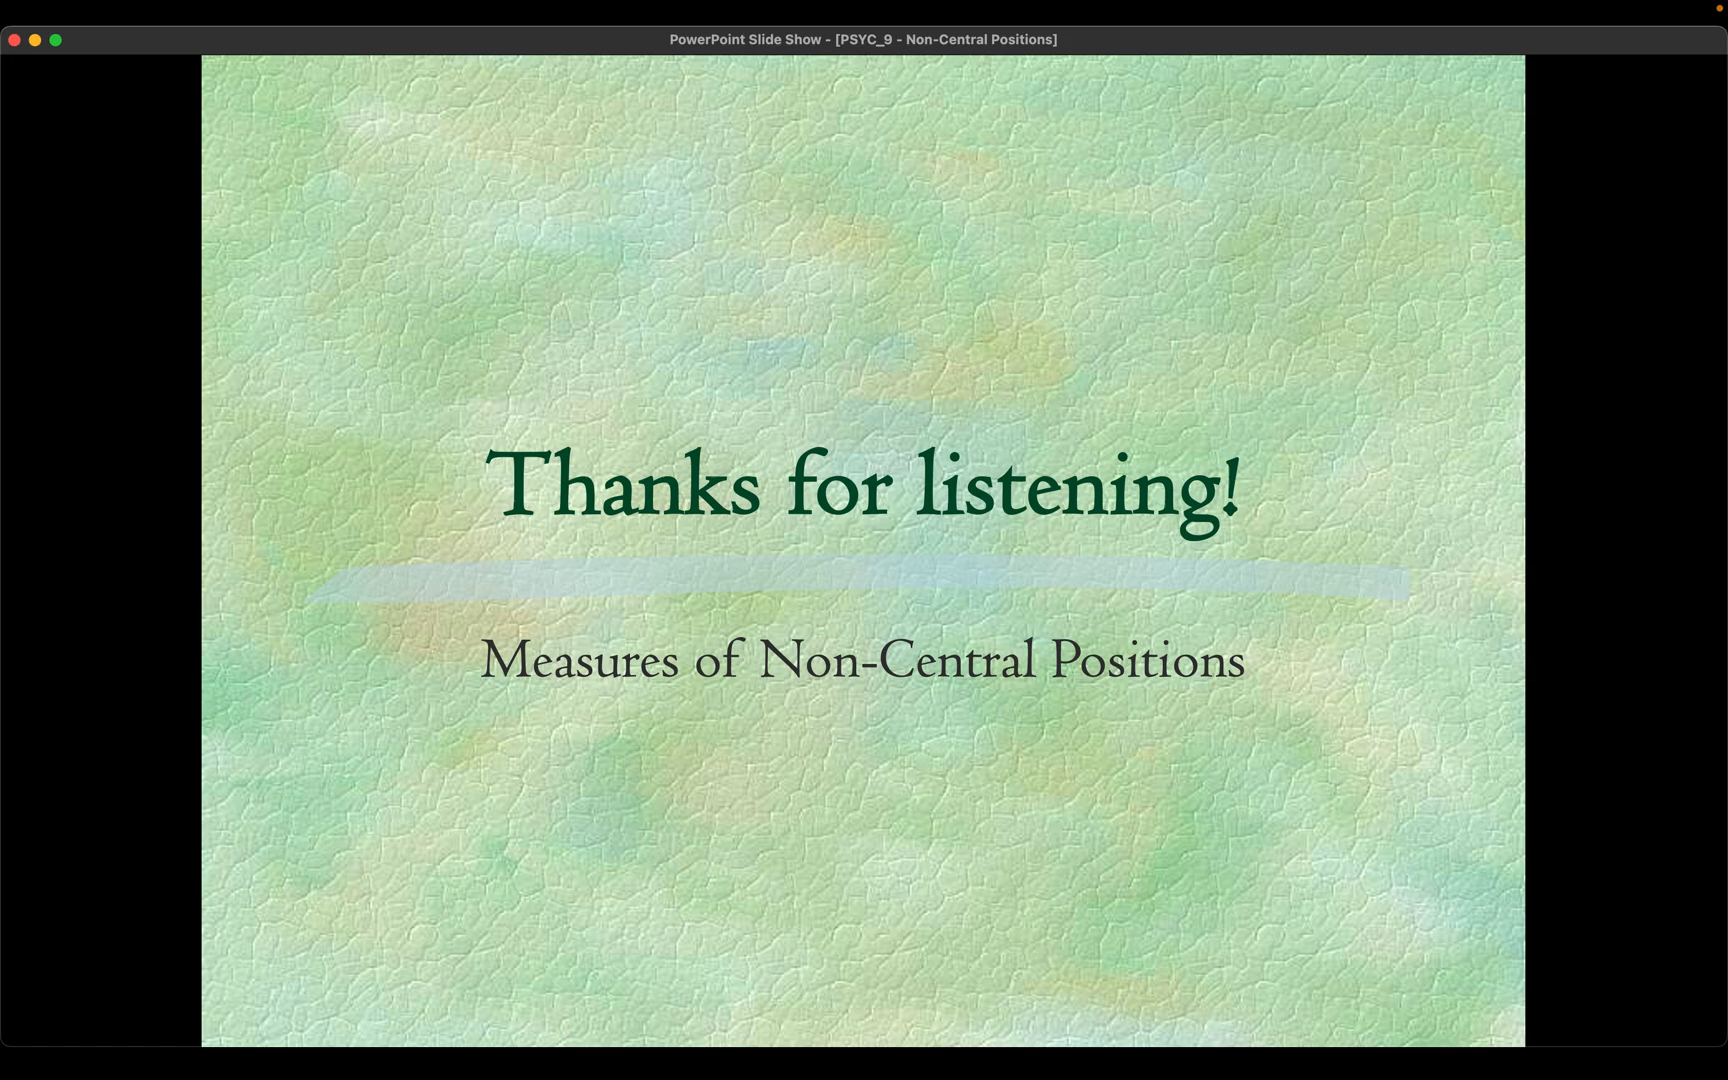 PowerPoint Slide Show - [PSYC_9 - Non-Central Positions]
Thanks for listening!
Measures of Non-Central Positions